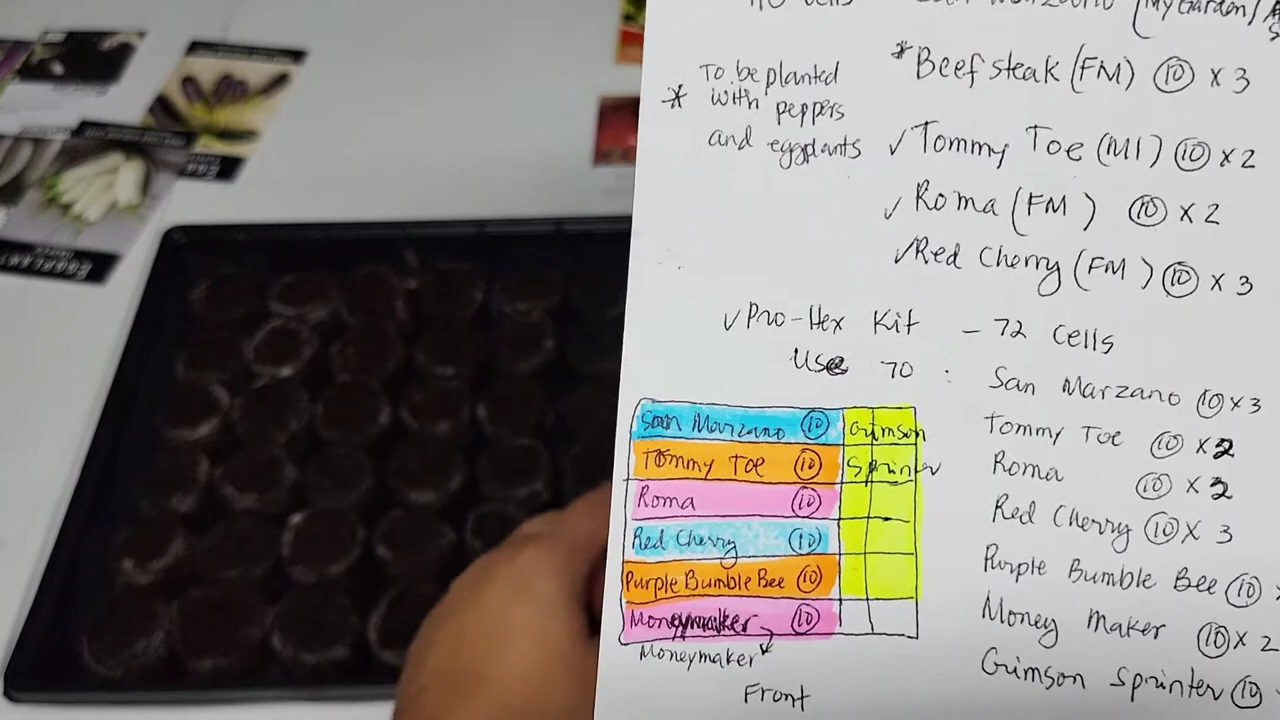 (My Garden/
*Beefsteak (FM) ⑩ x 3
To be planted
* with peppers
and eggplants
✓Tommy Toe (MI) ⑩ x 2
✓Roma (FM) ⑩ x 2
✓Red Cherry (FM) ⑩ x 3
✓Pro-Hex Kit - 72 cells
Use 70 :
San Marzano ⑩ x 3
Tommy Toe ⑩ x 2
Roma ⑩ x 2
Red Cherry ⑩ x 3
Purple Bumble Bee ⑩
Money maker ⑩ x 2
Crimson Sprinter ⑩
San Marzano ⑩ Crimson
Tommy Toe ⑩ Sprinter
Roma ⑩
Red Cherry ⑩
Purple Bumble Bee ⑩
Moneymaker ⑩
Moneymaker
Front
EGGPLANT